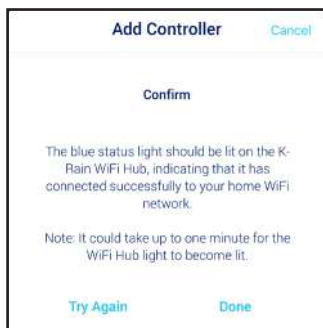 Add Controller
Cancel
Confirm
The blue status light should be lit on the K-
Rain WiFi Hub, indicating that it has
connected successfully to your home WiFi
network.
Note: It could take up to one minute for the
WiFi Hub light to become lit.
Try Again
Done